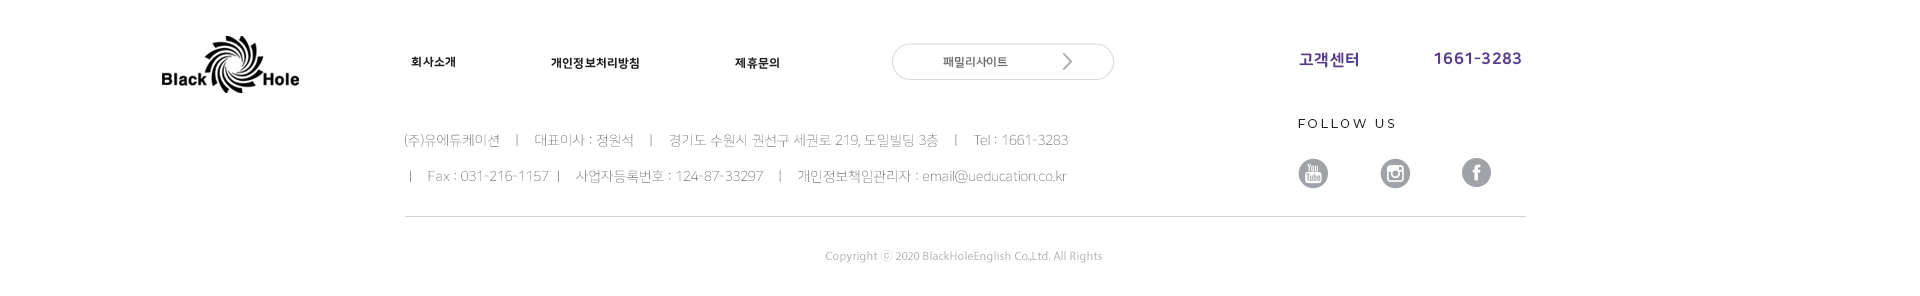 Black Hole
회사소개 개인정보처리방침 제휴문의 패밀리사이트 고객센터 1661-3283
FOLLOW US
(주)유에듀케이션 | 대표이사 : 정원석 | 경기도 수원시 권선구 세권로 219, 도일빌딩 3층 | Tel : 1661-3283
| Fax : 031-216-1157 | 사업자등록번호 : 124-87-33297 | 개인정보책임관리자 : email@ueducation.co.kr
You Tube
Copyright ⓒ 2020 BlackHoleEnglish Co.,Ltd. All Rights